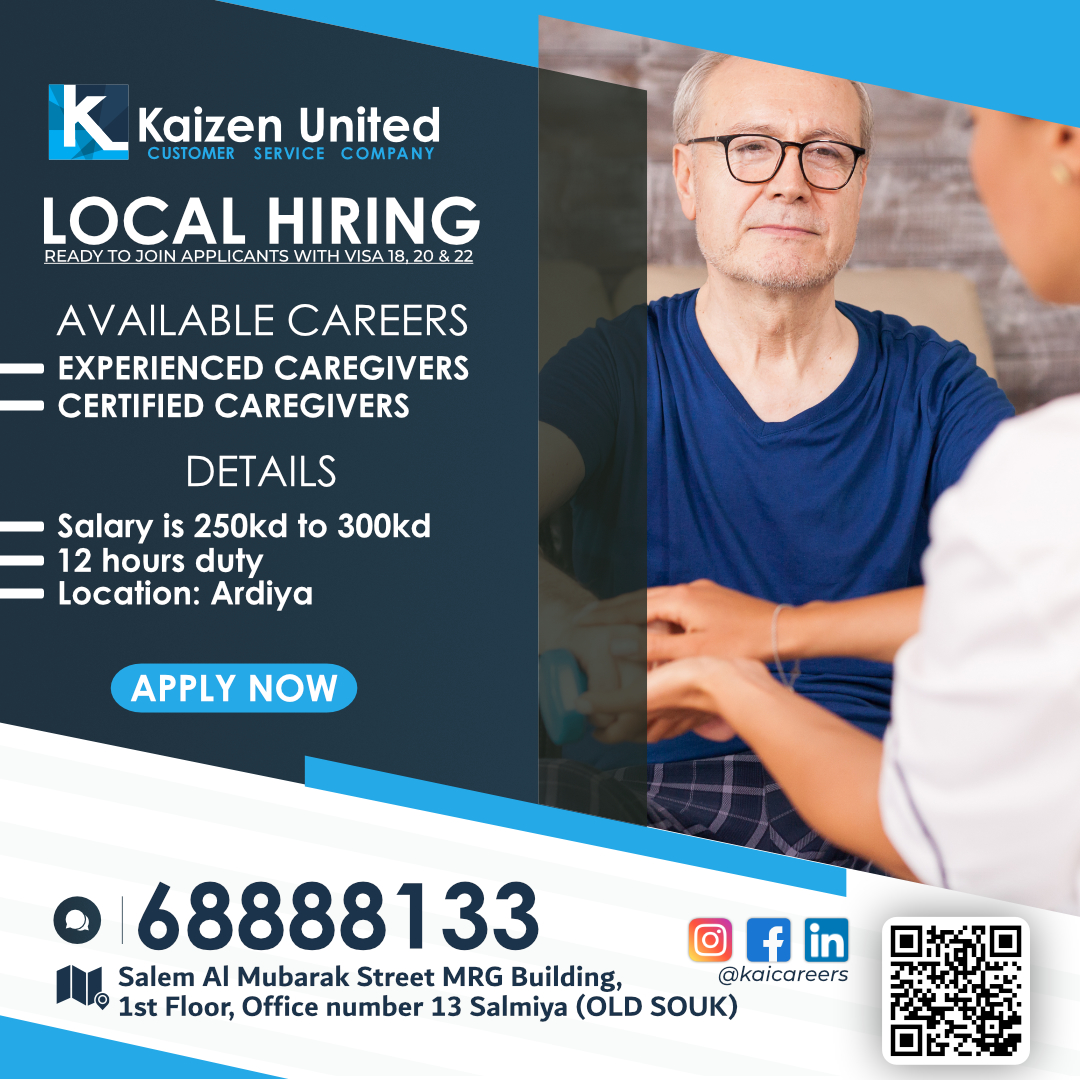 K Kaizen United
CUSTOMER SERVICE COMPANY
LOCAL HIRING
READY TO JOIN APPLICANTS WITH VISA 18, 20 & 22
AVAILABLE CAREERS
EXPERIENCED CAREGIVERS
CERTIFIED CAREGIVERS
DETAILS
Salary is 250kd to 300kd
12 hours duty
Location: Ardiya
APPLY NOW
68888133
Salem Al Mubarak Street MRG Building,
1st Floor, Office number 13 Salmiya (OLD SOUK)
f in
@kaicareers